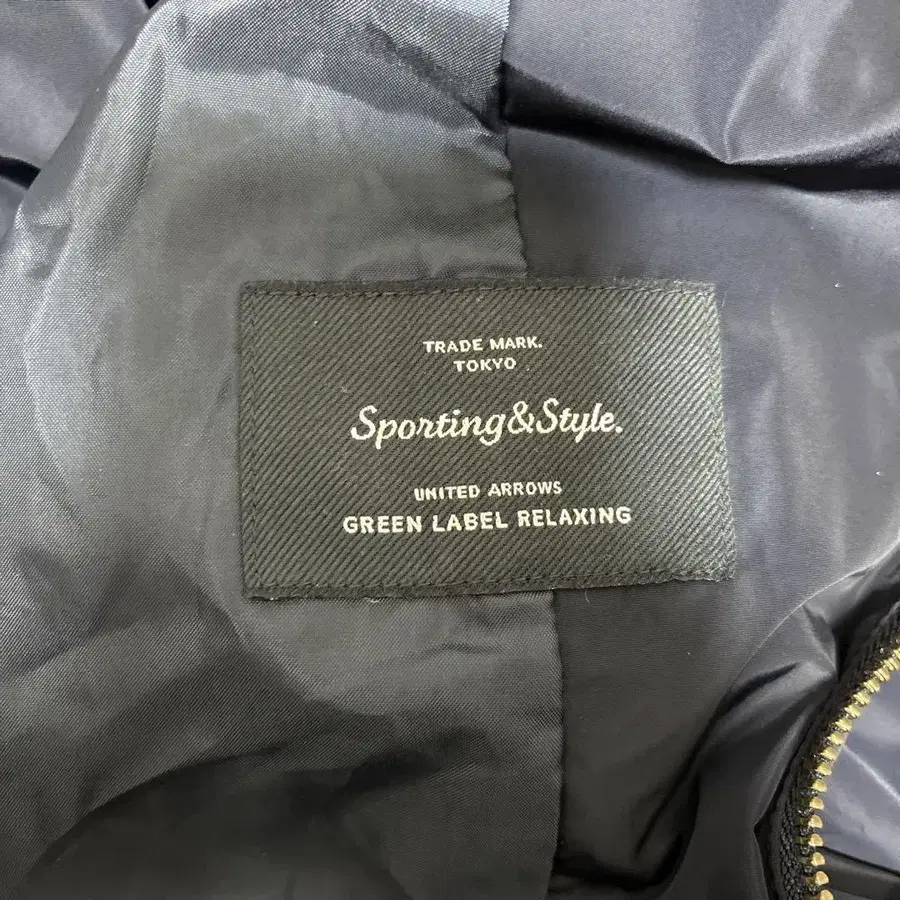 TRADE MARK.
TOKYO
Sporting&Style.
UNITED ARROWS
GREEN LABEL RELAXING